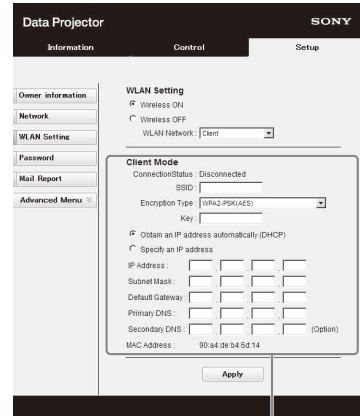 Data Projector
SONY
Information Control Setup
Owner information
Network
WLAN Setting
Password
Mail Report
Advanced Menu
WLAN Setting
Wireless ON
Wireless OFF
WLAN Network : Client
Client Mode
ConnectionStatus : Disconnected
SSID :
Encryption Type : WPA2-PSK(AES)
Key :
Obtain an IP address automatically (DHCP)
Specify an IP address
IP Address :
Subnet Mask :
Default Gateway :
Primary DNS :
Secondary DNS : (Option)
MAC Address : 90:a4:de:b4:6d:14
Apply